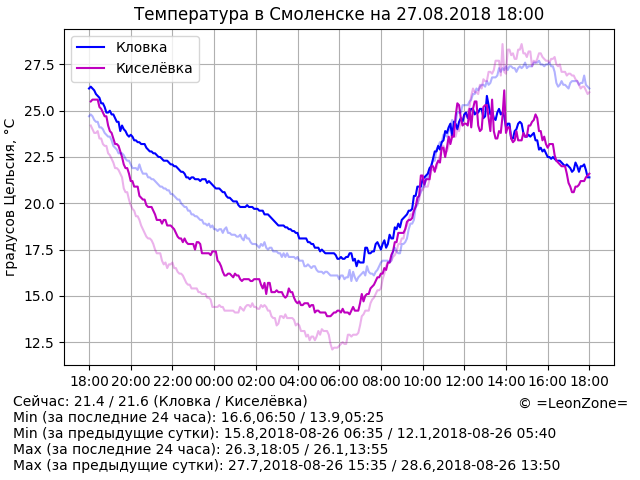 Температура в Смоленске на 27.08.2018 18:00
Кловка
Киселёвка
градусов Цельсия, °C
27.5
25.0
22.5
20.0
17.5
15.0
12.5
18:00 20:00 22:00 00:00 02:00 04:00 06:00 08:00 10:00 12:00 14:00 16:00 18:00
Сейчас: 21.4 / 21.6 (Кловка / Киселёвка)
© =LeonZone=
Min (за последние 24 часа): 16.6,06:50 / 13.9,05:25
Min (за предыдущие сутки): 15.8,2018-08-26 06:35 / 12.1,2018-08-26 05:40
Max (за последние 24 часа): 26.3,18:05 / 26.1,13:55
Max (за предыдущие сутки): 27.7,2018-08-26 15:35 / 28.6,2018-08-26 13:50